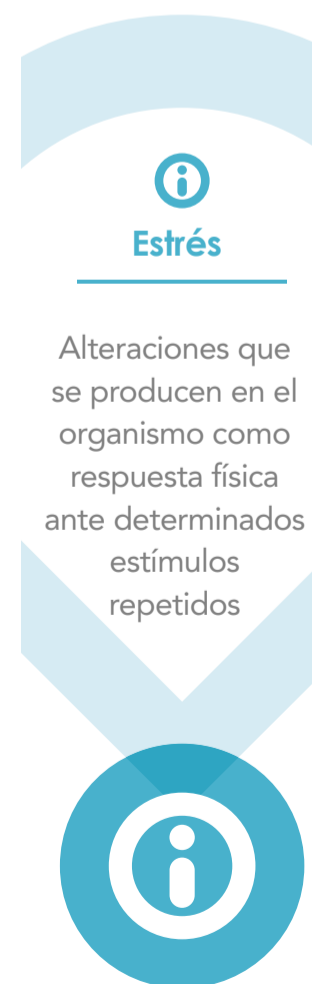 Estrés
Alteraciones que
se producen en el
organismo como
respuesta física
ante determinados
estímulos
repetidos